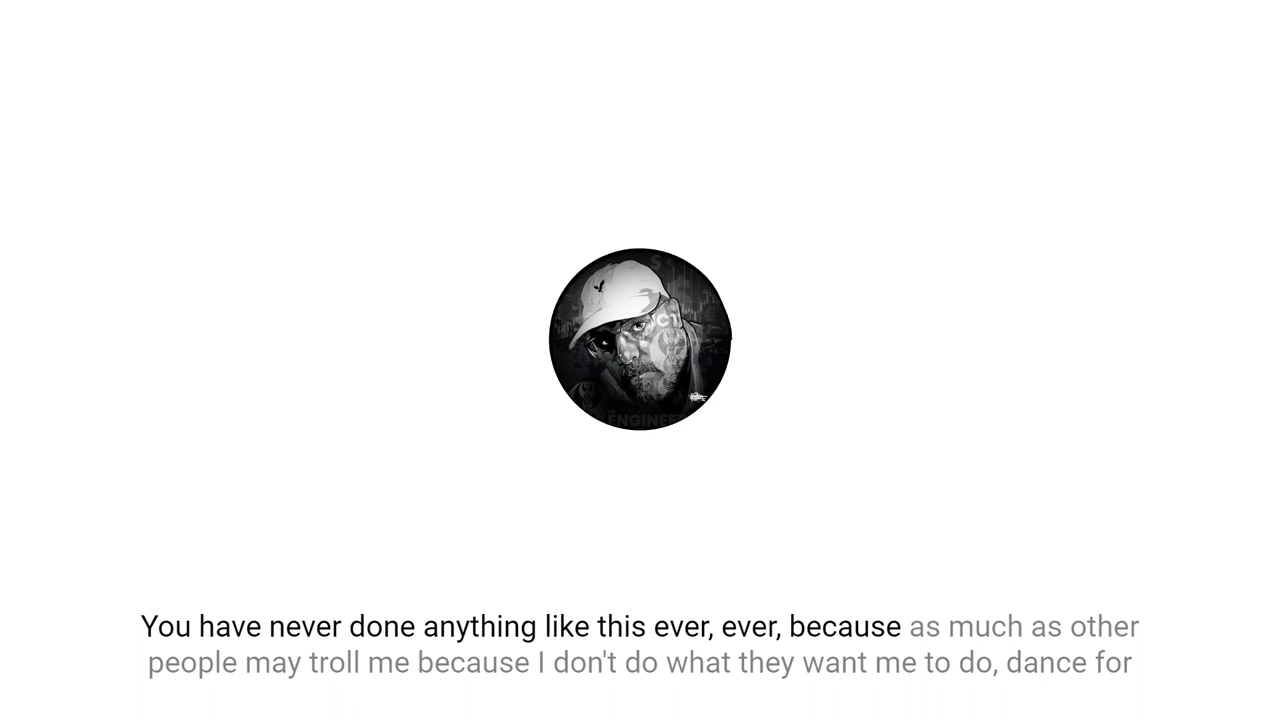 ENGINEE
You have never done anything like this ever, ever, because as much as other
people may troll me because I don't do what they want me to do, dance for